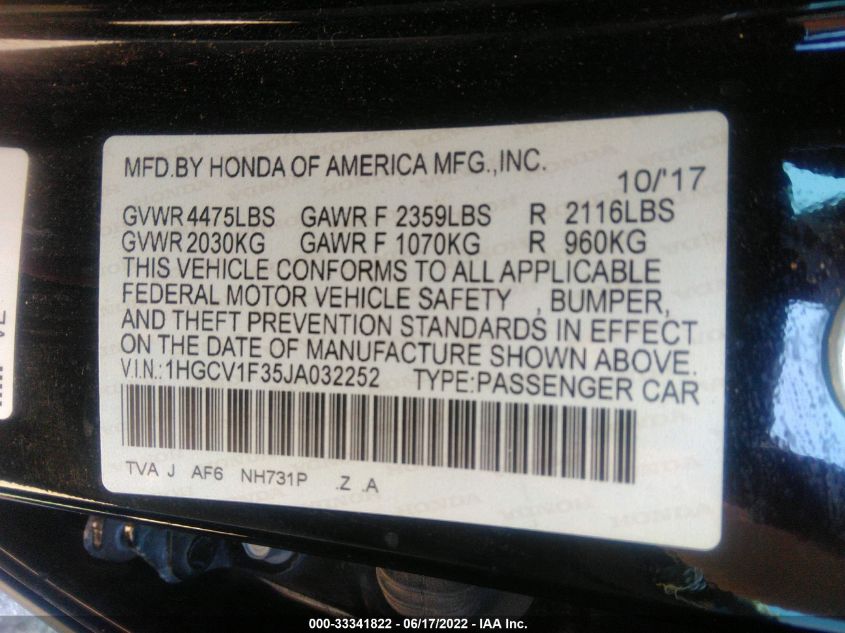 MFD.BY HONDA OF AMERICA MFG.,INC.
10/'17
GVWR 4475LBS GAWR F 2359LBS R 2116LBS
GVWR 2030KG GAWR F 1070KG R 960KG
THIS VEHICLE CONFORMS TO ALL APPLICABLE
FEDERAL MOTOR VEHICLE SAFETY , BUMPER,
AND THEFT PREVENTION STANDARDS IN EFFECT
ON THE DATE OF MANUFACTURE SHOWN ABOVE.
V.I.N.:1HGCV1F35JA032252 TYPE:PASSENGER CAR
TVA J AF6 NH731P .Z .A
000-33341822 - 06/17/2022 - IAA Inc.